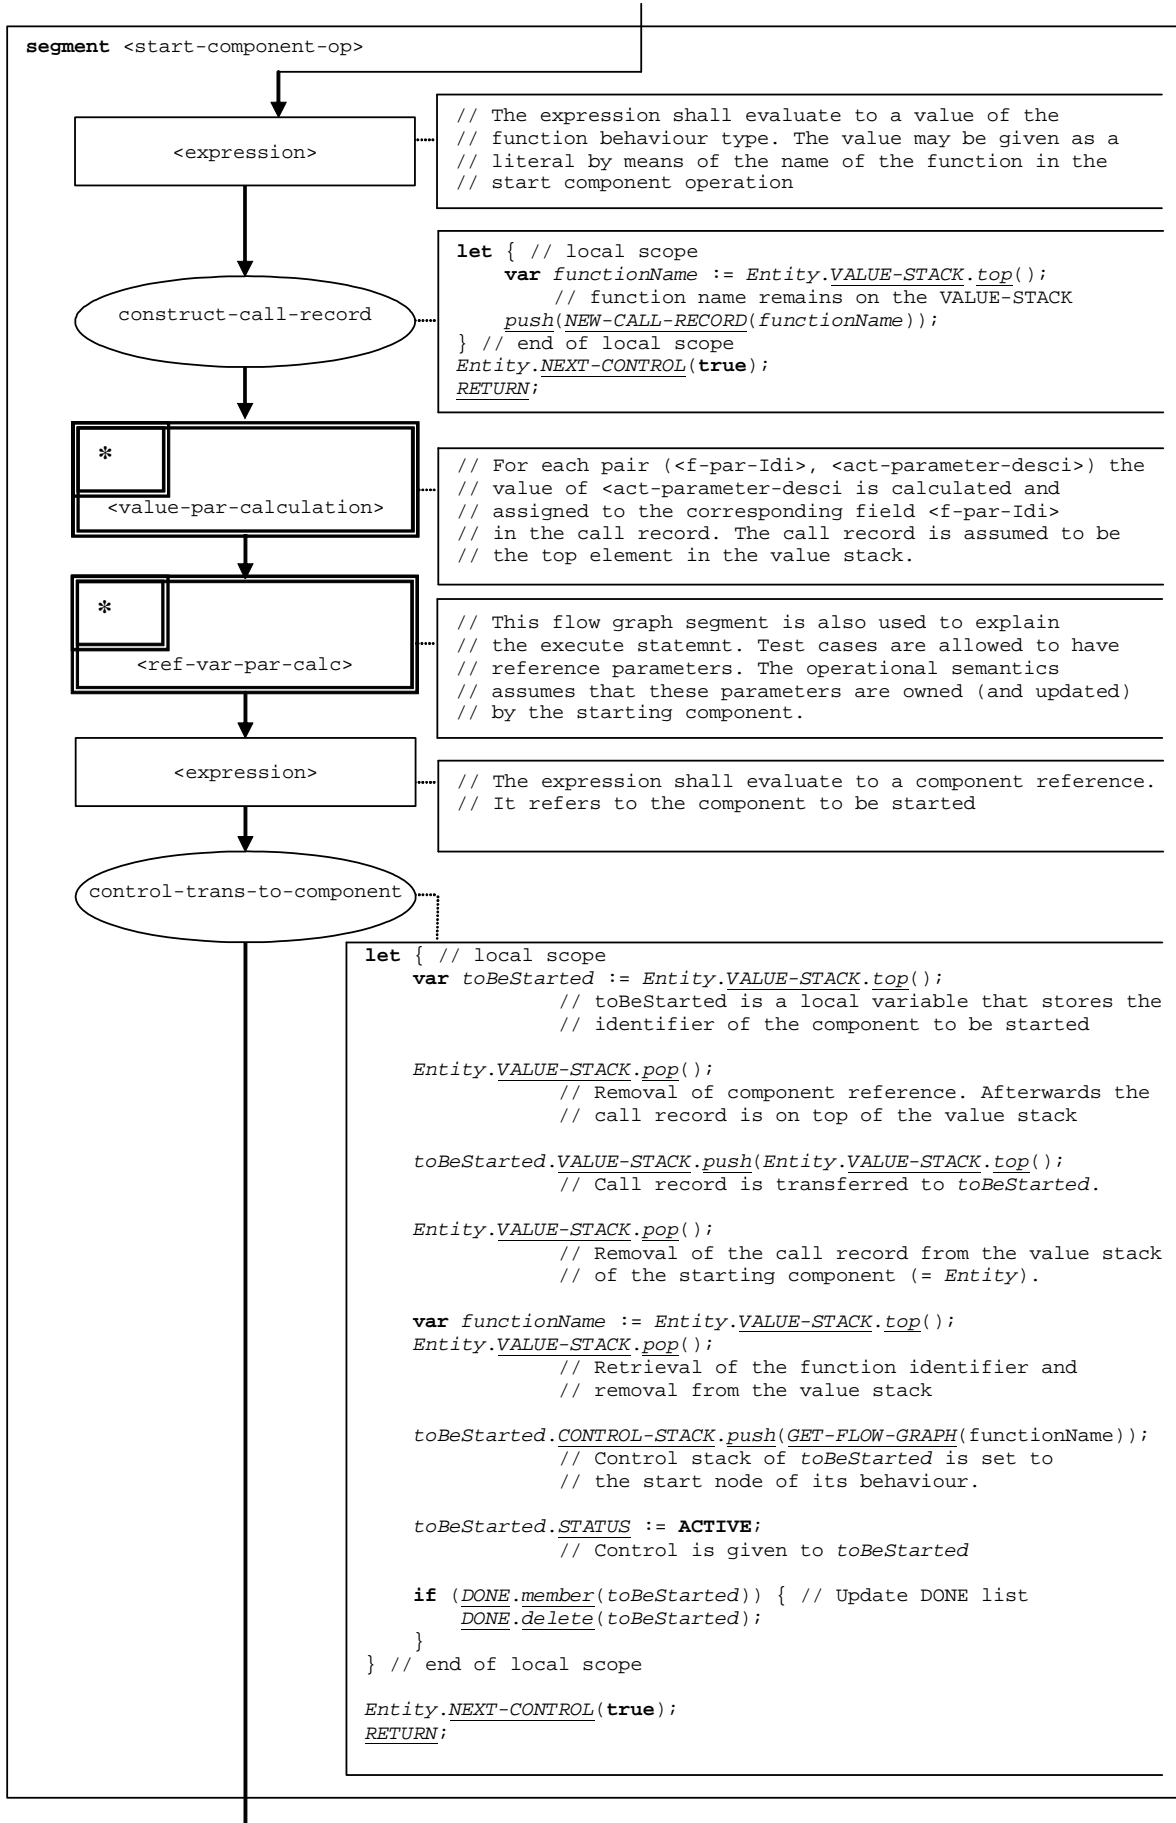 segment <start-component-op>
<expression>
// The expression shall evaluate to a value of the
// function behaviour type. The value may be given as a
// literal by means of the name of the function in the
// start component operation
construct-call-record
let { // local scope
var functionName := Entity.VALUE-STACK.top();
// function name remains on the VALUE-STACK
push(NEW-CALL-RECORD(functionName));
} // end of local scope
Entity.NEXT-CONTROL(true);
RETURN;
*
<value-par-calculation>
// For each pair (<f-par-Idi>, <act-parameter-desci>) the
// value of <act-parameter-desci is calculated and
// assigned to the corresponding field <f-par-Idi>
// in the call record. The call record is assumed to be
// the top element in the value stack.
*
<ref-var-par-calc>
// This flow graph segment is also used to explain
// the execute statemnt. Test cases are allowed to have
// reference parameters. The operational semantics
// assumes that these parameters are owned (and updated)
// by the starting component.
<expression>
// The expression shall evaluate to a component reference.
// It refers to the component to be started
control-trans-to-component
let { // local scope
var toBeStarted := Entity.VALUE-STACK.top();
// toBeStarted is a local variable that stores the
// identifier of the component to be started
Entity.VALUE-STACK.pop();
// Removal of component reference. Afterwards the
// call record is on top of the value stack
toBeStarted.VALUE-STACK.push(Entity.VALUE-STACK.top();
// Call record is transferred to toBeStarted.
Entity.VALUE-STACK.pop();
// Removal of the call record from the value stack
// of the starting component (= Entity).
var functionName := Entity.VALUE-STACK.top();
Entity.VALUE-STACK.pop();
// Retrieval of the function identifier and
// removal from the value stack
toBeStarted.CONTROL-STACK.push(GET-FLOW-GRAPH(functionName));
// Control stack of toBeStarted is set to
// the start node of its behaviour.
toBeStarted.STATUS := ACTIVE;
// Control is given to toBeStarted
if (DONE.member(toBeStarted)) { // Update DONE list
DONE.delete(toBeStarted);
}
} // end of local scope
Entity.NEXT-CONTROL(true);
RETURN;